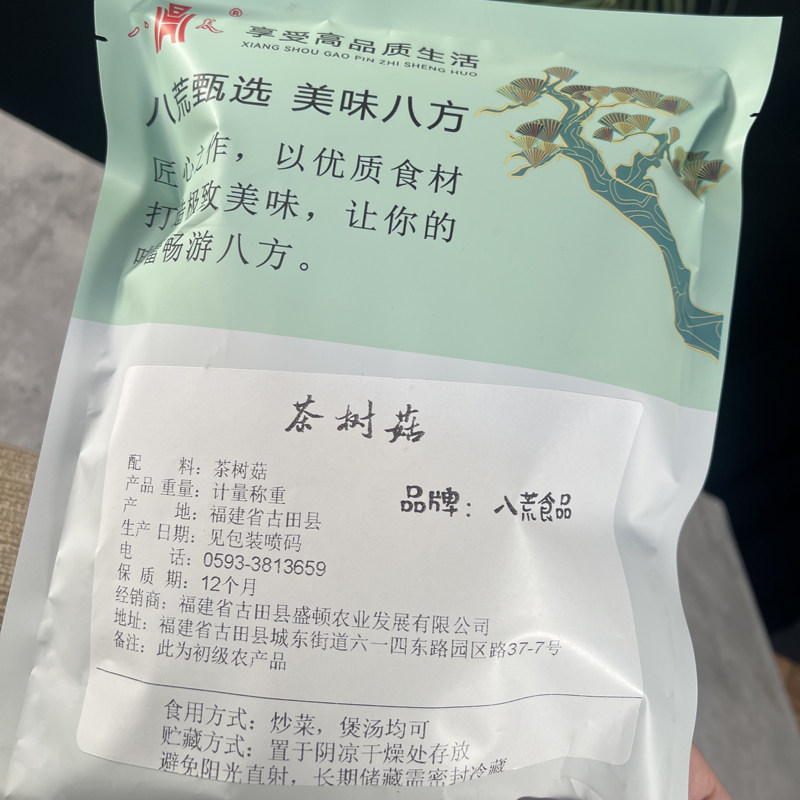 享受高品质生活
XIANG SHOU GAO PIN ZHI SHENG HUO
八荒甄选 美味八方
匠心之作，以优质食材
打造极致美味，让你的
嘴畅游八方。
茶树菇
配 料：茶树菇
产品 重量：计量称重
产 地：福建省古田县
品牌：八荒食品
生产 日期：见包装喷码
电 话：0593-3813659
保 质 期：12个月
经销商：福建省古田县盛顿农业发展有限公司
地址：福建省古田县城东街道六一四东路园区路37-7号
备注：此为初级农产品
食用方式：炒菜，煲汤均可
贮藏方式：置于阴凉干燥处存放
避免阳光直射，长期储藏需密封冷藏